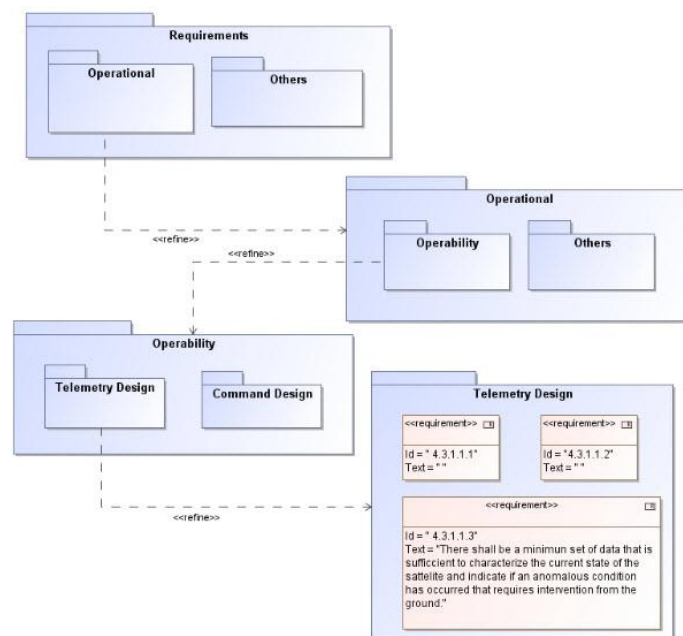 Requirements
Operational
Others
<<refine>>
Operational
Operability
Others
<<refine>>
Operability
Telemetry Design
Command Design
<<refine>>
Telemetry Design
<<requirement>>
Id = " 4.3.1.1.1"
Text = " "
<<requirement>>
Id = "4.3.1.1.2"
Text = " "
<<requirement>>
Id = " 4.3.1.1.3"
Text = "There shall be a minimun set of data that is
sufficcient to characterize the current state of the
sattelite and indicate if an anomalous condition
has occurred that requires intervention from the
ground."